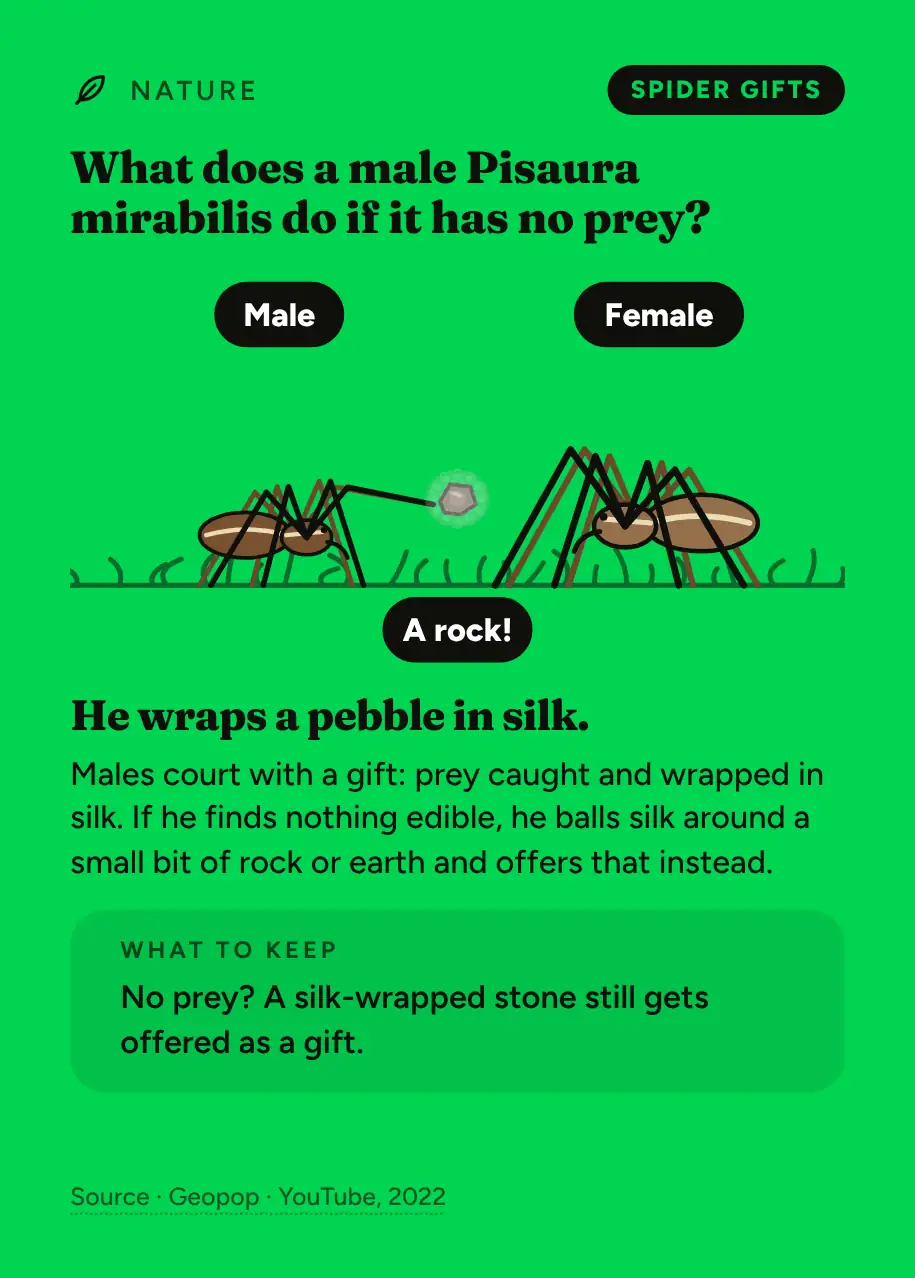 NATURE
SPIDER GIFTS
What does a male Pisaura
mirabilis do if it has no prey?
Male
Female
A rock!
He wraps a pebble in silk.
Males court with a gift: prey caught and wrapped in
silk. If he finds nothing edible, he balls silk around a
small bit of rock or earth and offers that instead.
WHAT TO KEEP
No prey? A silk-wrapped stone still gets
offered as a gift.
Source · Geopop · YouTube, 2022